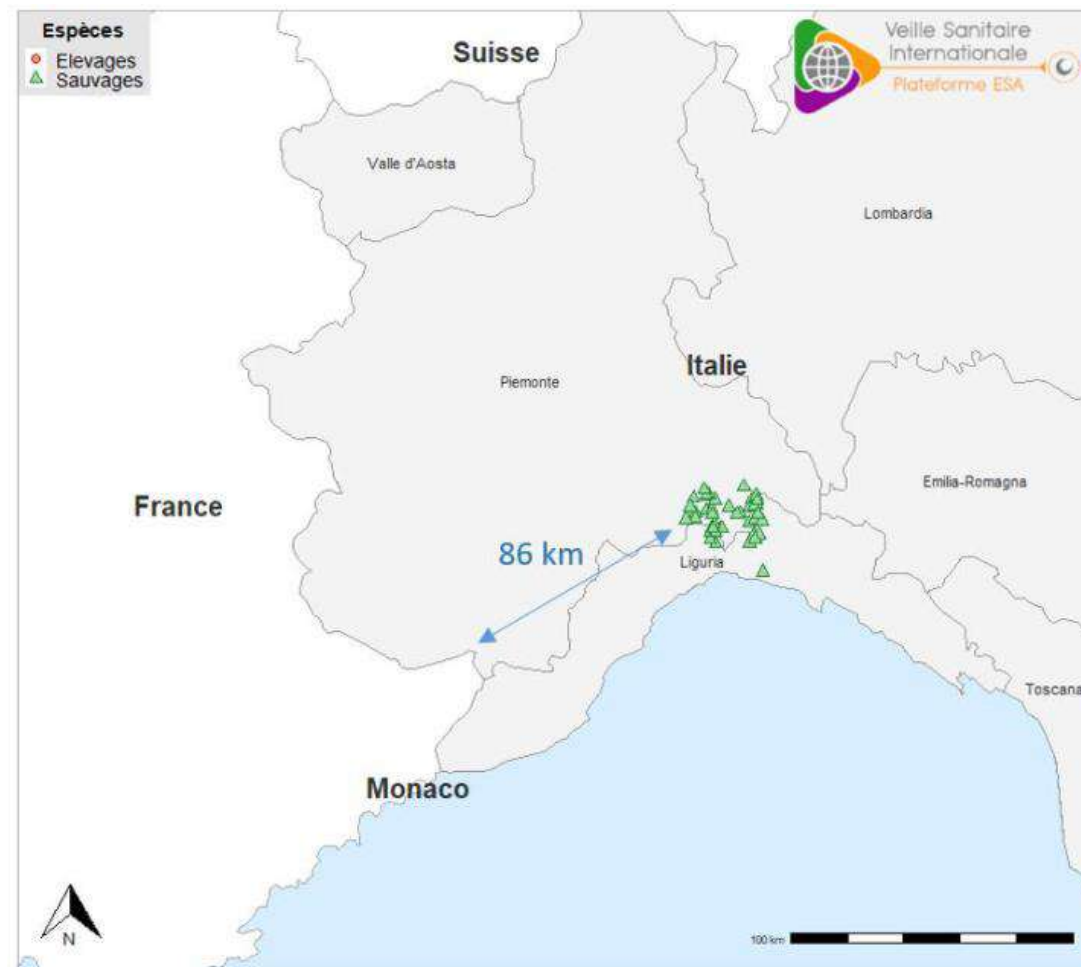 Espèces
Elevages
Sauvages
Suisse
Veille Sanitaire
Internationale
Plateforme ESA
Valle d'Aosta
Lombardia
Italie
Piemonte
Emilia-Romagna
France
86 km
Liguria
Toscana
Monaco
N
100 km